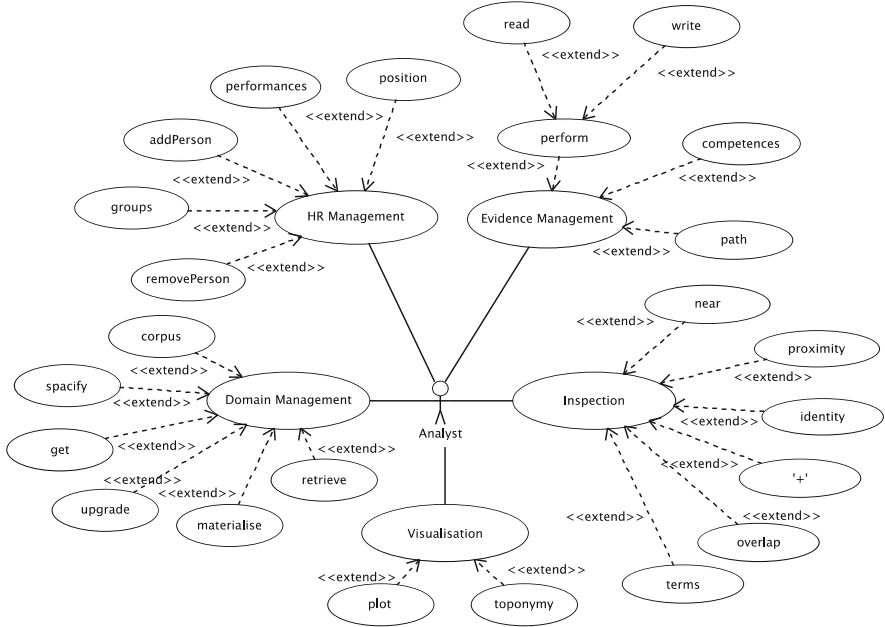 read
write
<<extend>>
<<extend>>
performances
position
<<extend>>
perform
competences
addPerson
<<extend>>
<<extend>>
<<extend>>
<<extend>>
groups
HR Management
Evidence Management
<<extend>>
path
<<extend>>
<<extend>>
removePerson
near
<<extend>>
corpus
proximity
<<extend>>
<<extend>>
spacify
Domain Management
Inspection
<<extend>>
identity
<<extend>>
Analyst
get
<<extend>>
<<extend>>
<<extend>>
retrieve
'+'
<<extend>>
<<extend>>
upgrade
materialise
<<extend>>
<<extend>>
Visualisation
overlap
<<extend>>
<<extend>>
terms
plot
toponymy